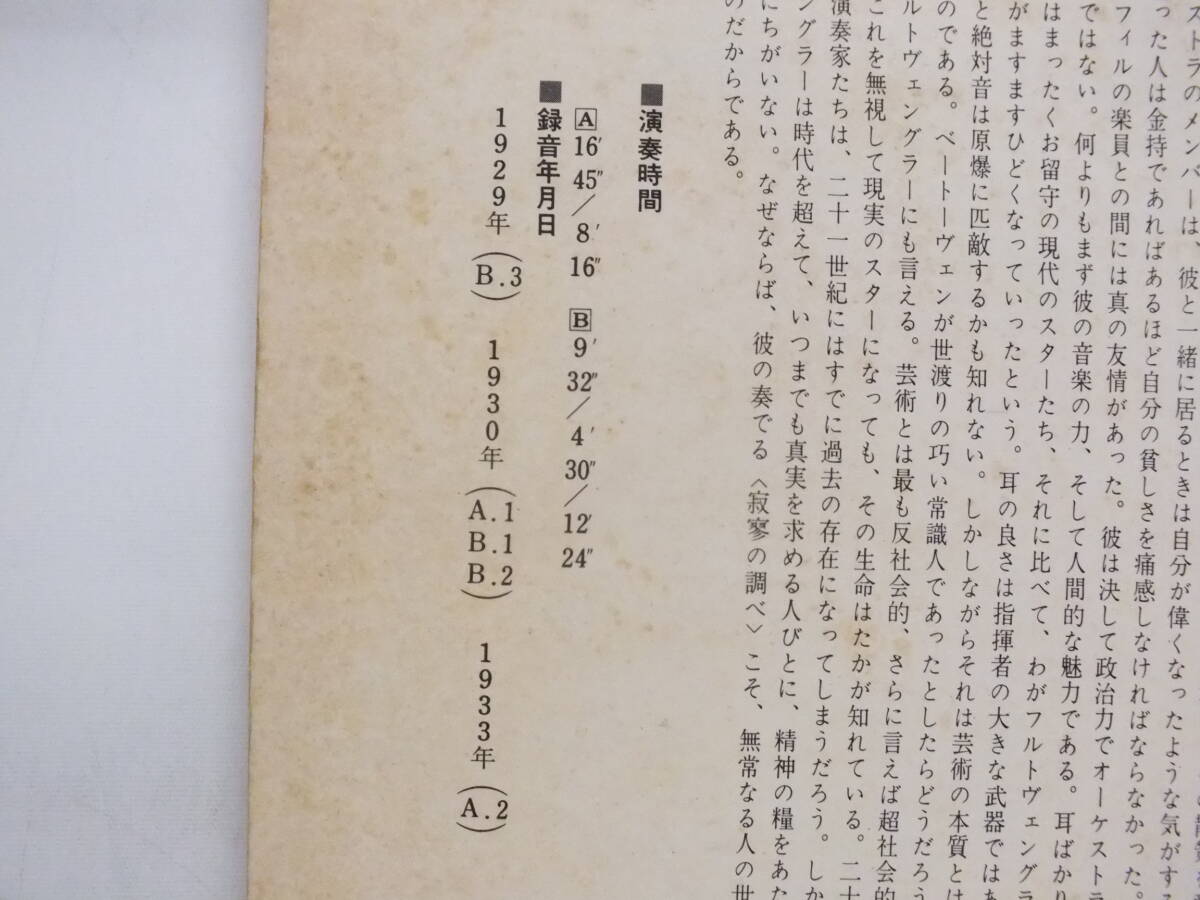 ストラのメンバーは、彼と一緒に居るときは自分が偉くなったような気がする
った人は金持であればあるほど自分の貧しさを痛感しなければならなかった。
フィルの楽員との間には真の友情があった。彼は決して政治力でオーケストラ
ではない。何よりもまず彼の音楽の力、そして人間的な魅力である。耳ばかり
はまったくお留守の現代のスターたち、それに比べて、わがフルトヴェングラ
がますますひどくなっていったという。耳の良さは指揮者の大きな武器ではあ
と絶対音は原爆に匹敵するかも知れない。しかしながらそれは芸術の本質とは
のである。ベートーヴェンが世渡りの巧い常識人であったとしたらどうだろう
ルトヴェングラーにも言える。芸術とは最も反社会的、さらに言えば超社会的
これを無視して現実のスターになっても、その生命はたかが知れている。二十
演奏家たちは、二十一世紀にはすでに過去の存在になってしまうだろう。しか
ングラーは時代を超えて、いつまでも真実を求める人びとに、精神の糧をあた
にちがいない。なぜならば、彼の奏でる〈寂寥の調べ〉こそ、無常なる人の世
のだからである。
■演奏時間
A 16′45″/8′16″ B 9′32″/4′30″/12′24″
■録音年月日
1929年(B.3) 1930年(A.1 B.1 B.2) 1933年(A.2)